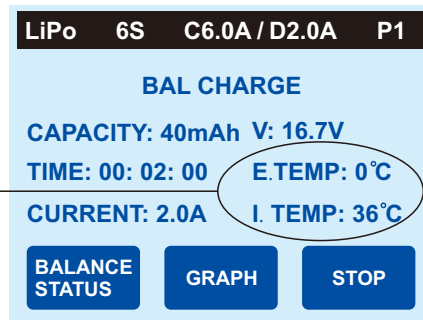 LiPo 6S C6.0A / D2.0A P1
BAL CHARGE
CAPACITY: 40mAh V: 16.7V
TIME: 00: 02: 00 E.TEMP: 0℃
CURRENT: 2.0A I. TEMP: 36℃
BALANCE
STATUS
GRAPH
STOP